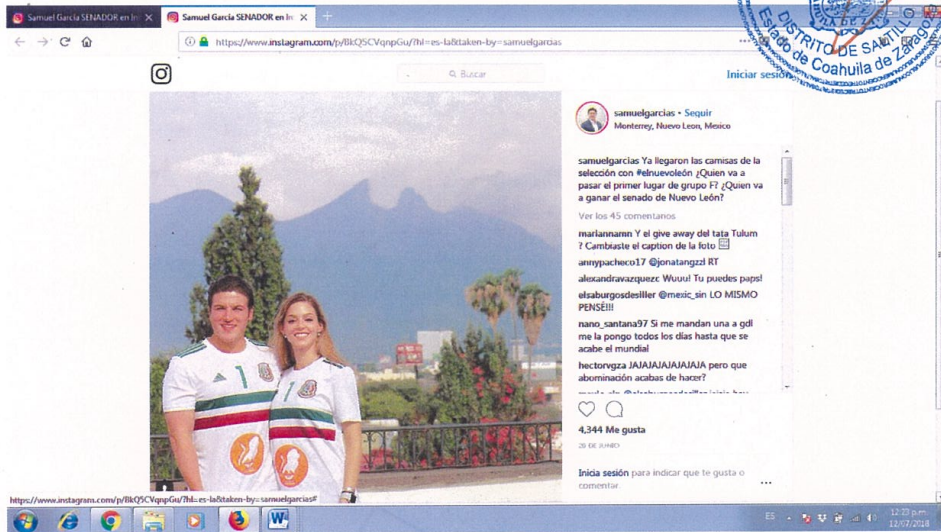 Samuel García SENADOR en In
Samuel García SENADOR en In
https://www.instagram.com/p/BkQ5CVqnpGu/?hl=es-la&taken-by=samuelgarcias
DISTRITO DE SALTILLO
Estado de Coahuila de Zaragoza
Buscar
Iniciar sesión
samuelgarcias • Seguir
Monterrey, Nuevo Leon, Mexico
samuelgarcias Ya llegaron las camisas de la
selección con #elnuevoleón ¿Quien va a
pasar el primer lugar de grupo F? ¿Quien va
a ganar el senado de Nuevo León?
Ver los 45 comentarios
mariannamn Y el give away del tata Tulum
? Cambiaste el caption de la foto
annypacheco17 @jonatangzzl RT
alexandravazquezc Wuuu! Tu puedes paps!
elsaburgosdesiller @mexic_sin LO MISMO
PENSÉ!!!
nano_santana97 Si me mandan una a gdl
me la pongo todos los días hasta que se
acabe el mundial
hectorvgza JAJAJAJAJAJAJAJA pero que
abominación acabas de hacer?
1
1
4,344 Me gusta
28 DE JUNIO
Inicia sesión para indicar que te gusta o
comentar.
https://www.instagram.com/p/BkQ5CVqnpGu/?hl=es-la&taken-by=samuelgarcias#
ES
12:23 p.m.
12/07/2018